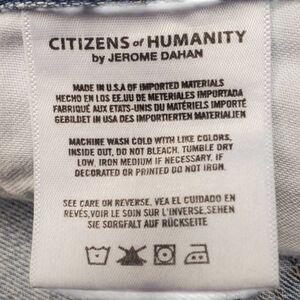 CITIZENS of HUMANITY
by JEROME DAHAN
MADE IN U.S.A OF IMPORTED MATERIALS
HECHO EN LOS EE.UU DE METERIALES IMPORTADA
FABRIQUÉ AUX ETATS-UNIS DU MATÉRIELS IMPORTÉ
GEBILDET IN USA DES IMPORTIERTEN MATERIALIEN
MACHINE WASH COLD WITH LIKE COLORS,
INSIDE OUT, DO NOT BLEACH. TUMBLE DRY
LOW, IRON MEDIUM IF NECESSARY. IF
DECORATED OR PRINTED DO NOT IRON.
SEE CARE ON REVERSE. VEA EL CUIDADO EN
REVÉS,VOIR LE SOIN SUR L'INVERSE,SEHEN
SIE SORGFALT AUF RÜCKSEITE